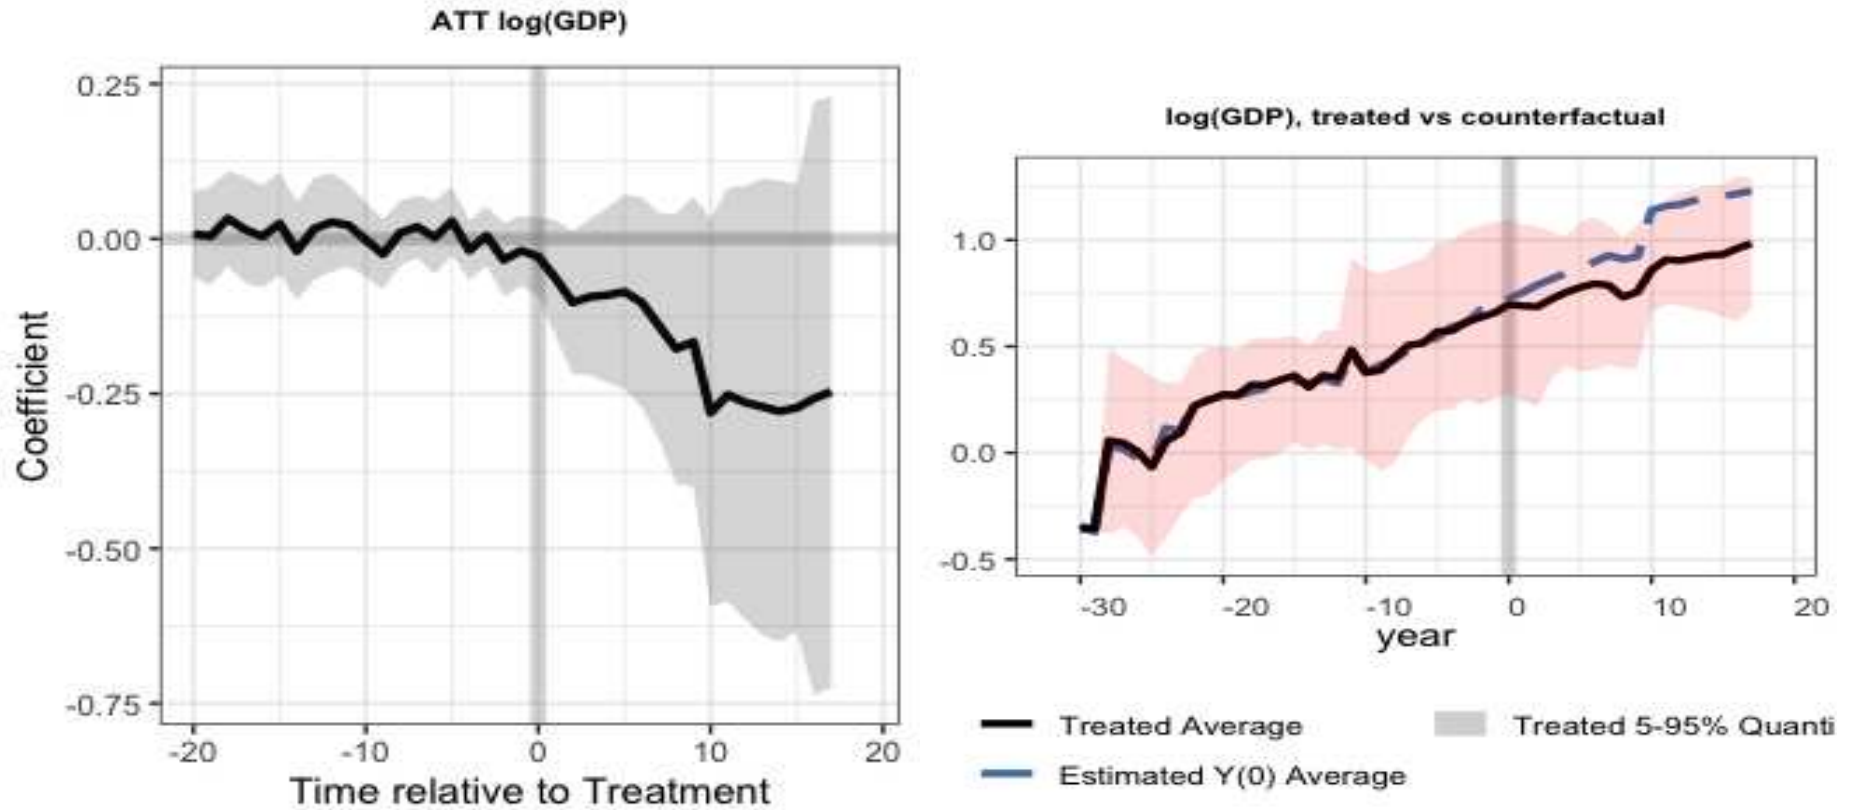 ATT log(GDP)
0.25
0.00
-0.25
-0.50
-0.75
Coefficient
-20 -10 0 10 20
Time relative to Treatment
log(GDP), treated vs counterfactual
1.0
0.5
0.0
-0.5
-30 -20 -10 0 10 20
year
Treated Average
Treated 5-95% Quanti
Estimated Y(0) Average